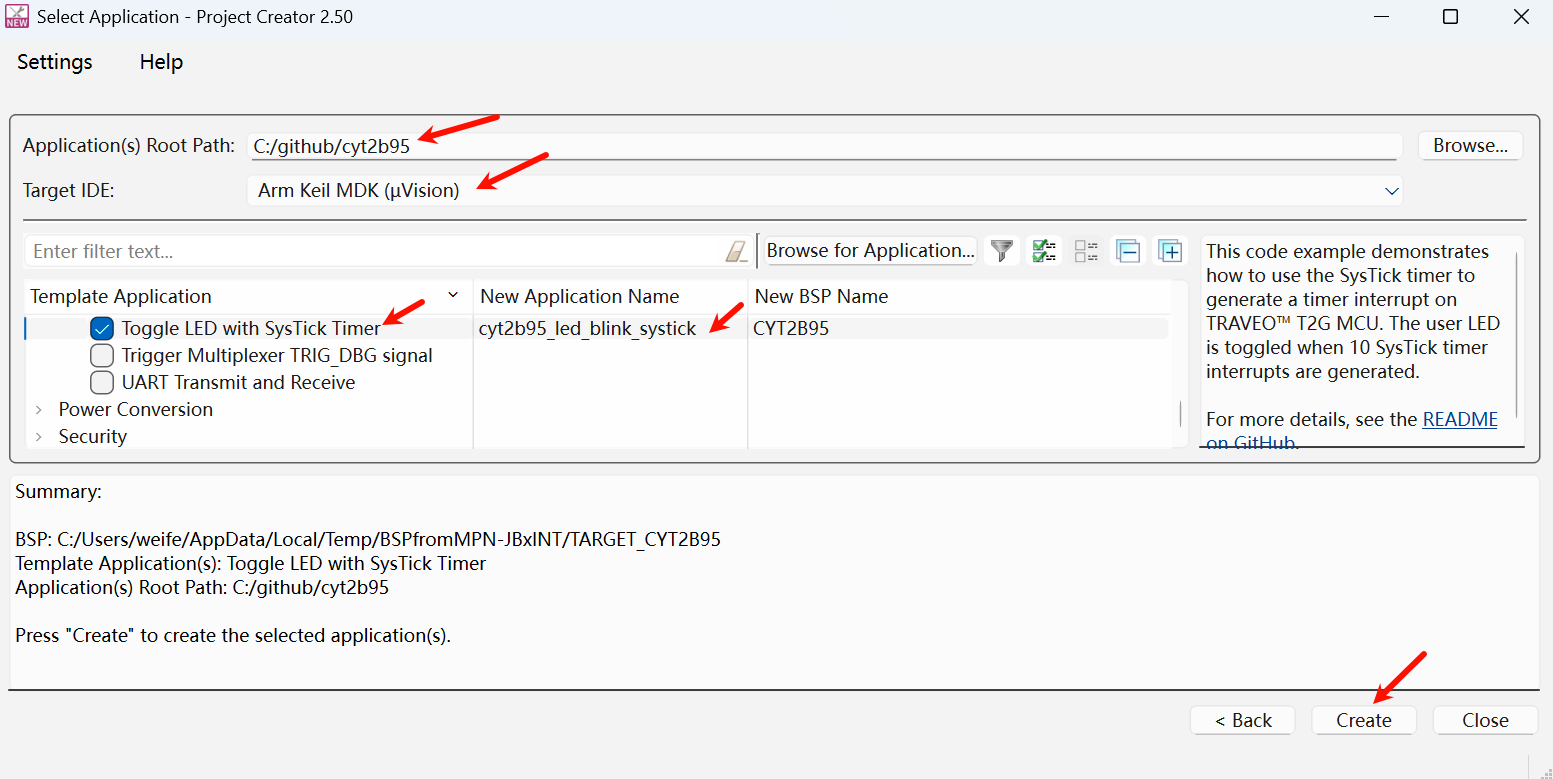 NEW
Select Application - Project Creator 2.50
Settings Help
Application(s) Root Path: C:/github/cyt2b95 Browse...
Target IDE: Arm Keil MDK (μVision)
Enter filter text... Browse for Application...
Template Application New Application Name New BSP Name
Toggle LED with SysTick Timer cyt2b95_led_blink_systick CYT2B95
Trigger Multiplexer TRIG_DBG signal
UART Transmit and Receive
Power Conversion
Security
This code example demonstrates
how to use the SysTick timer to
generate a timer interrupt on
TRAVEO™ T2G MCU. The user LED
is toggled when 10 SysTick timer
interrupts are generated.
For more details, see the README
on GitHub.
Summary:
BSP: C:/Users/weife/AppData/Local/Temp/BSPfromMPN-JBxINT/TARGET_CYT2B95
Template Application(s): Toggle LED with SysTick Timer
Application(s) Root Path: C:/github/cyt2b95
Press "Create" to create the selected application(s).
< Back Create Close